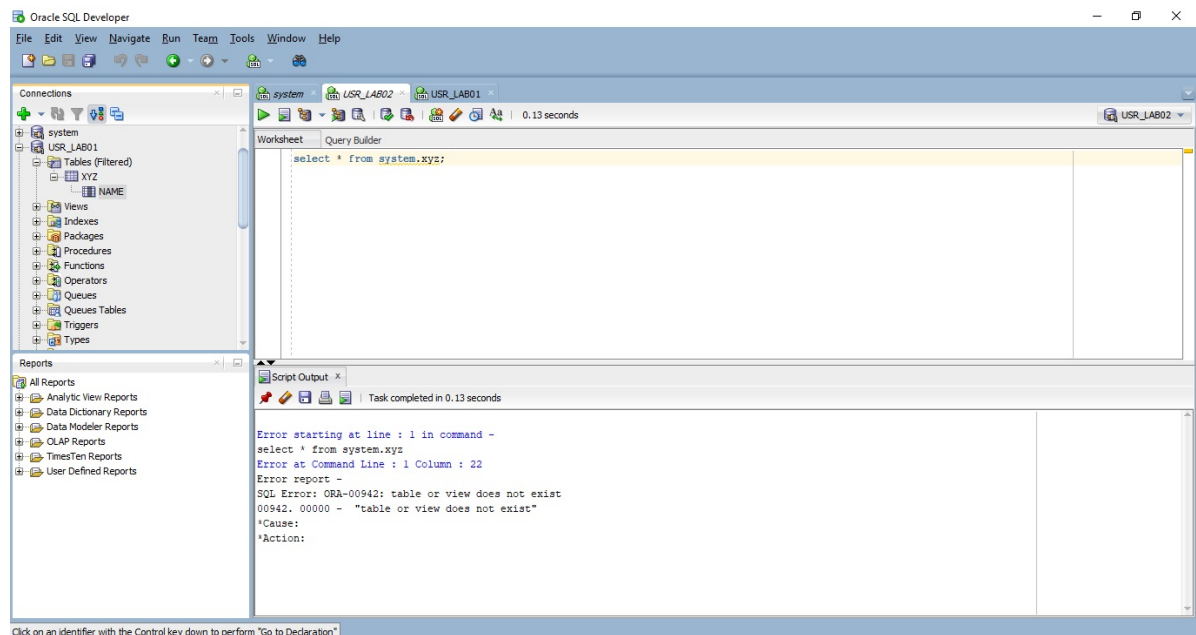 Oracle SQL Developer
File Edit View Navigate Run Team Tools Window Help
Connections
system
USR_LAB01
Tables (Filtered)
XYZ
NAME
Views
Indexes
Packages
Procedures
Functions
Operators
Queues
Queues Tables
Triggers
Types
Reports
All Reports
Analytic View Reports
Data Dictionary Reports
Data Modeler Reports
OLAP Reports
TimesTen Reports
User Defined Reports
system USR_LAB02 USR_LAB01
0.13 seconds USR_LAB02
Worksheet Query Builder
select * from system.xyz;
Script Output
Task completed in 0.13 seconds
Error starting at line : 1 in command -
select * from system.xyz
Error at Command Line : 1 Column : 22
Error report -
SQL Error: ORA-00942: table or view does not exist
00942. 00000 - "table or view does not exist"
*Cause:
*Action:
Click on an identifier with the Control key down to perform "Go to Declaration"